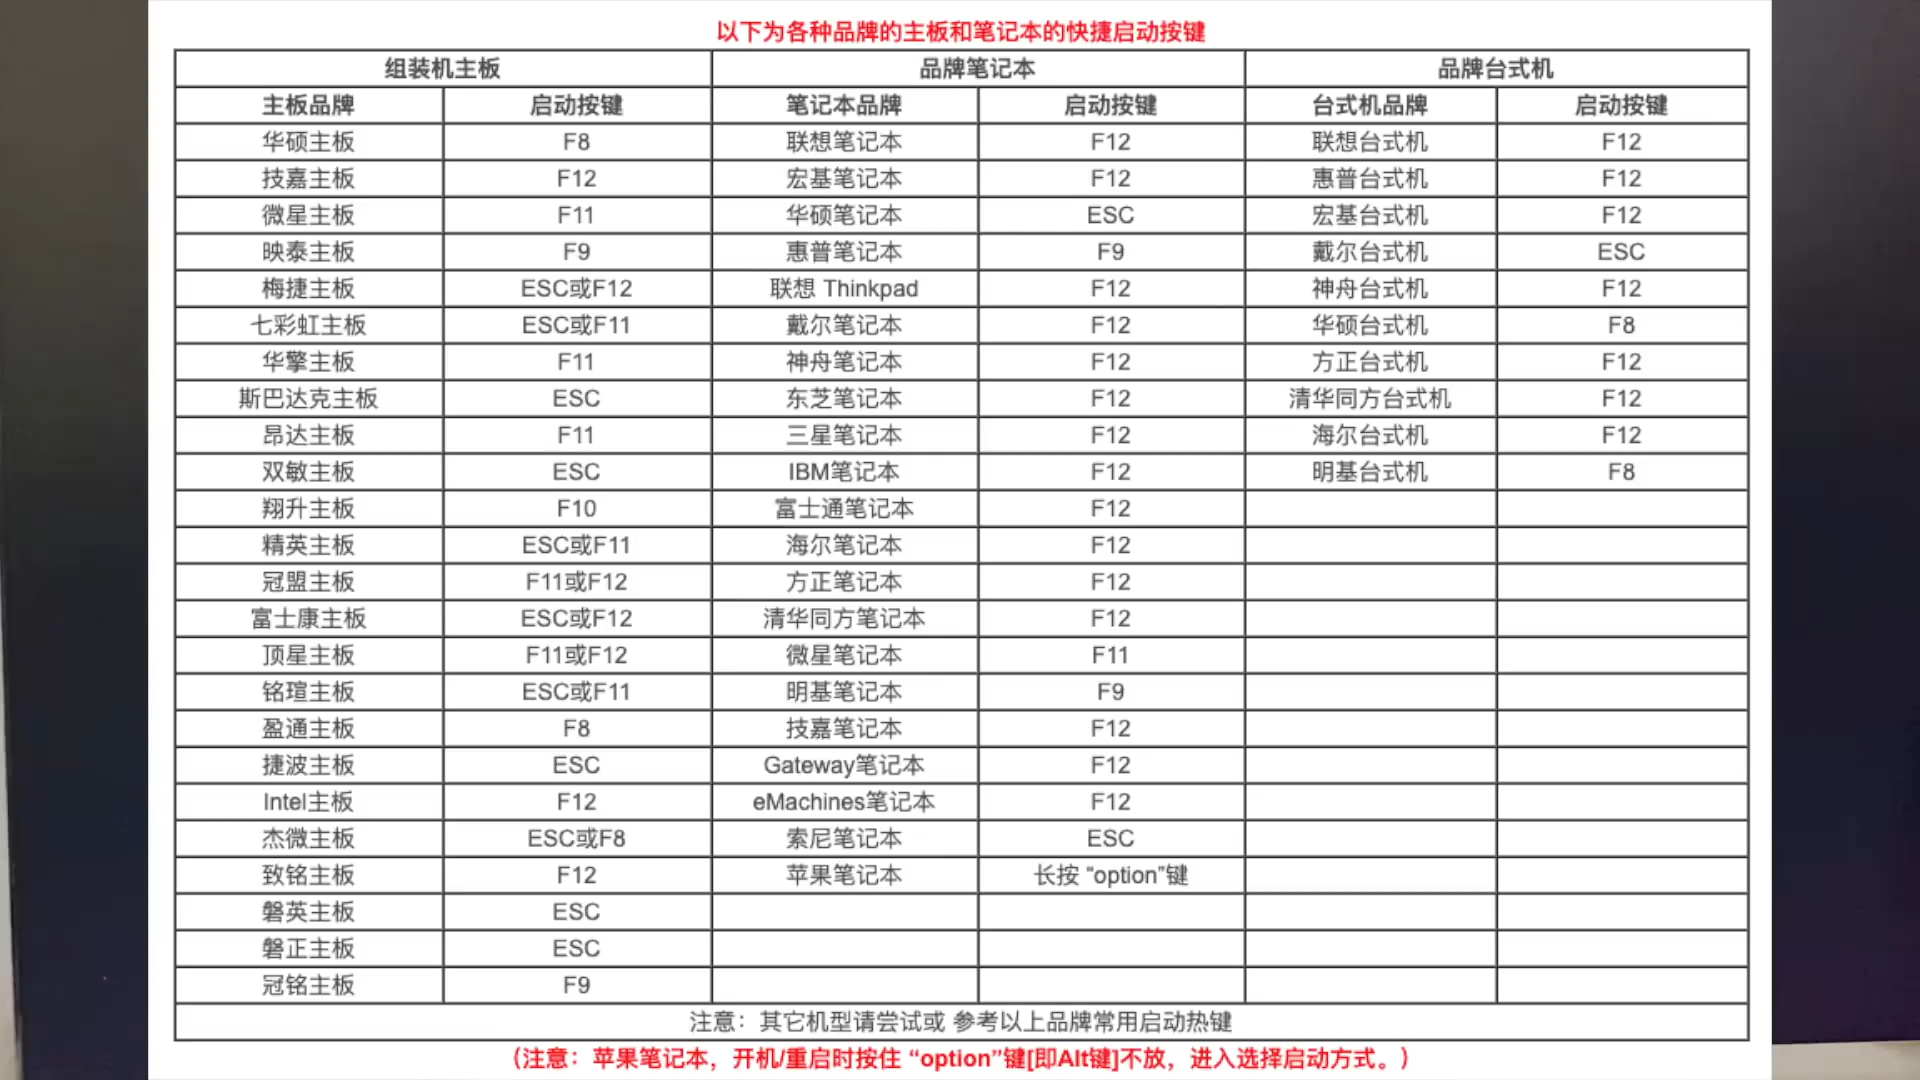 以下为各种品牌的主板和笔记本的快捷启动按键
组装机主板 品牌笔记本 品牌台式机
主板品牌 启动按键 笔记本品牌 启动按键 台式机品牌 启动按键
华硕主板 F8 联想笔记本 F12 联想台式机 F12
技嘉主板 F12 宏基笔记本 F12 惠普台式机 F12
微星主板 F11 华硕笔记本 ESC 宏基台式机 F12
映泰主板 F9 惠普笔记本 F9 戴尔台式机 ESC
梅捷主板 ESC或F12 联想 Thinkpad F12 神舟台式机 F12
七彩虹主板 ESC或F11 戴尔笔记本 F12 华硕台式机 F8
华擎主板 F11 神舟笔记本 F12 方正台式机 F12
斯巴达克主板 ESC 东芝笔记本 F12 清华同方台式机 F12
昂达主板 F11 三星笔记本 F12 海尔台式机 F12
双敏主板 ESC IBM笔记本 F12 明基台式机 F8
翔升主板 F10 富士通笔记本 F12
精英主板 ESC或F11 海尔笔记本 F12
冠盟主板 F11或F12 方正笔记本 F12
富士康主板 ESC或F12 清华同方笔记本 F12
顶星主板 F11或F12 微星笔记本 F11
铭瑄主板 ESC或F11 明基笔记本 F9
盈通主板 F8 技嘉笔记本 F12
捷波主板 ESC Gateway笔记本 F12
Intel主板 F12 eMachines笔记本 F12
杰微主板 ESC或F8 索尼笔记本 ESC
致铭主板 F12 苹果笔记本 长按 “option”键
磐英主板 ESC
磐正主板 ESC
冠铭主板 F9
注意：其它机型请尝试或 参考以上品牌常用启动热键
（注意：苹果笔记本，开机/重启时按住 “option”键[即Alt键]不放，进入选择启动方式。）